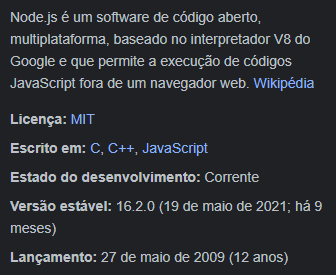 Node.js é um software de código aberto,
multiplataforma, baseado no interpretador V8 do
Google e que permite a execução de códigos
JavaScript fora de um navegador web. Wikipédia
Licença: MIT
Escrito em: C, C++, JavaScript
Estado do desenvolvimento: Corrente
Versão estável: 16.2.0 (19 de maio de 2021; há 9
meses)
Lançamento: 27 de maio de 2009 (12 anos)